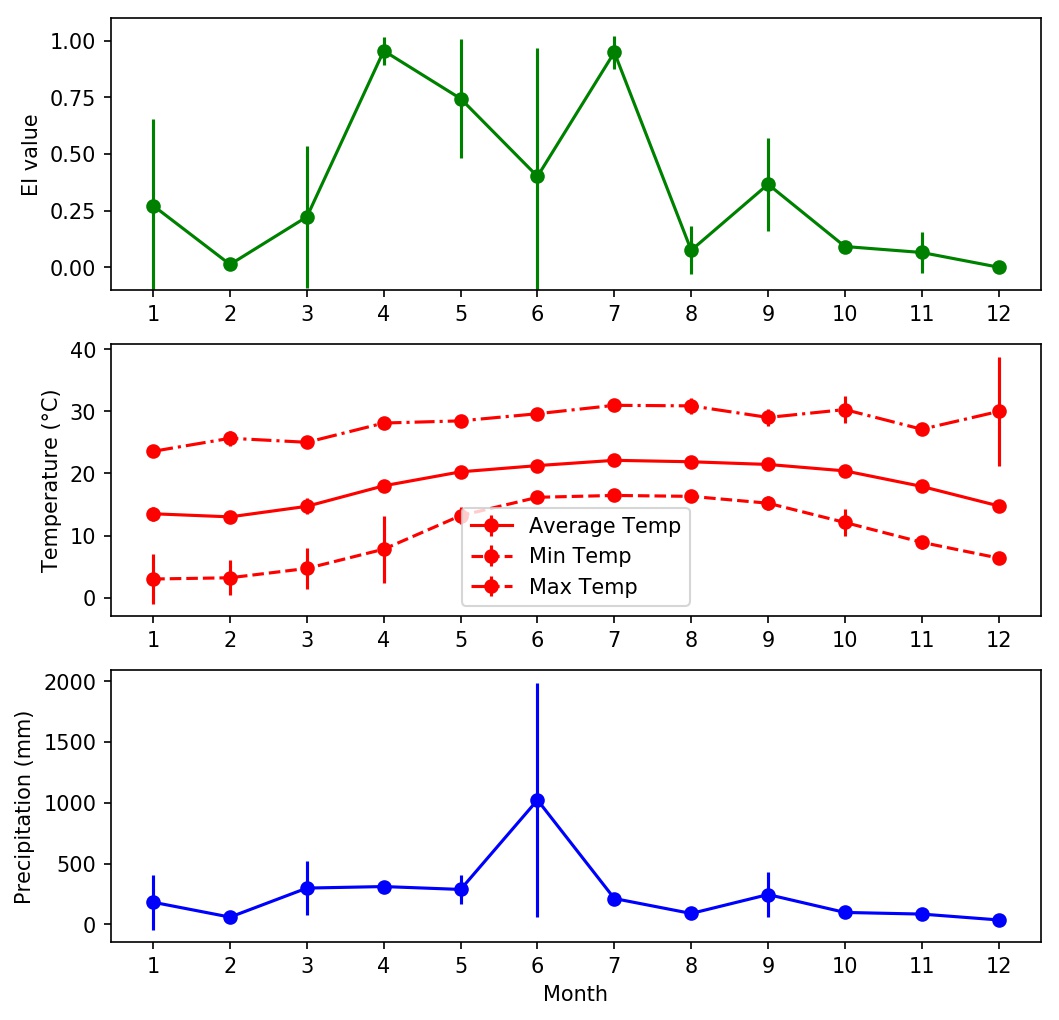 EI value
1.00
0.75
0.50
0.25
0.00
1 2 3 4 5 6 7 8 9 10 11 12
Temperature (°C)
40
30
20
10
0
Average Temp
Min Temp
Max Temp
1 2 3 4 5 6 7 8 9 10 11 12
Precipitation (mm)
2000
1500
1000
500
0
1 2 3 4 5 6 7 8 9 10 11 12
Month